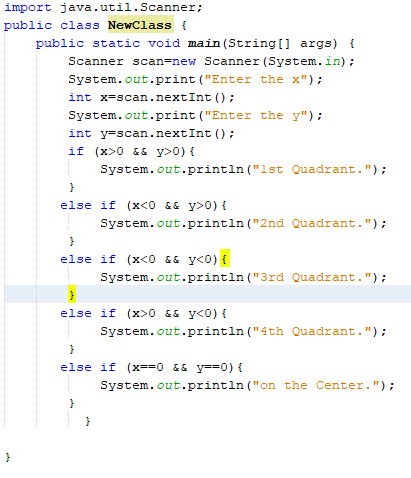 import java.util.Scanner;
public class NewClass {
    public static void main(String[] args) {
        Scanner scan=new Scanner(System.in);
        System.out.print("Enter the x");
        int x=scan.nextInt();
        System.out.print("Enter the y");
        int y=scan.nextInt();
        if (x>0 && y>0){
            System.out.println("1st Quadrant.");
        }
       else if (x<0 && y>0){
            System.out.println("2nd Quadrant.");
        }
       else if (x<0 && y<0){
            System.out.println("3rd Quadrant.");
        }
       else if (x>0 && y<0){
            System.out.println("4th Quadrant.");
        }
       else if (x==0 && y==0){
            System.out.println("on the Center.");
        }
          }

}